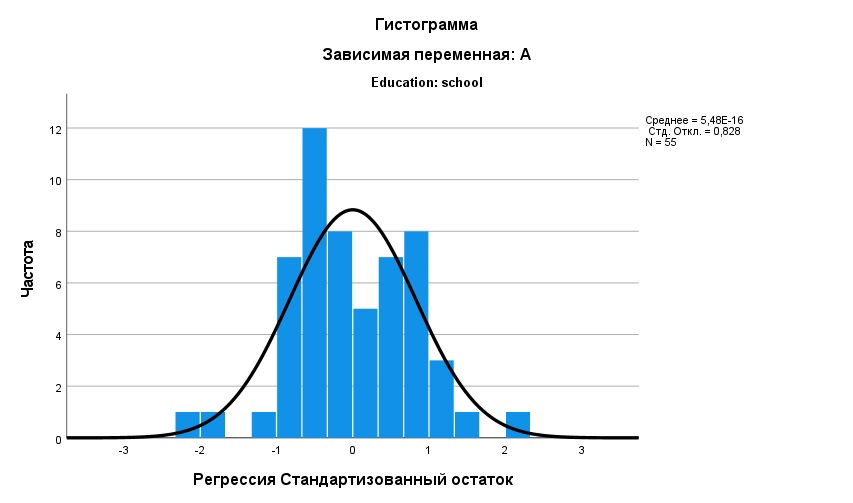 Гистограмма
Зависимая переменная: A
Education: school
Среднее = 5,48E-16
Стд. Откл. = 0,828
N = 55
Частота
12
10
8
6
4
2
0
-3 -2 -1 0 1 2 3
Регрессия Стандартизованный остаток